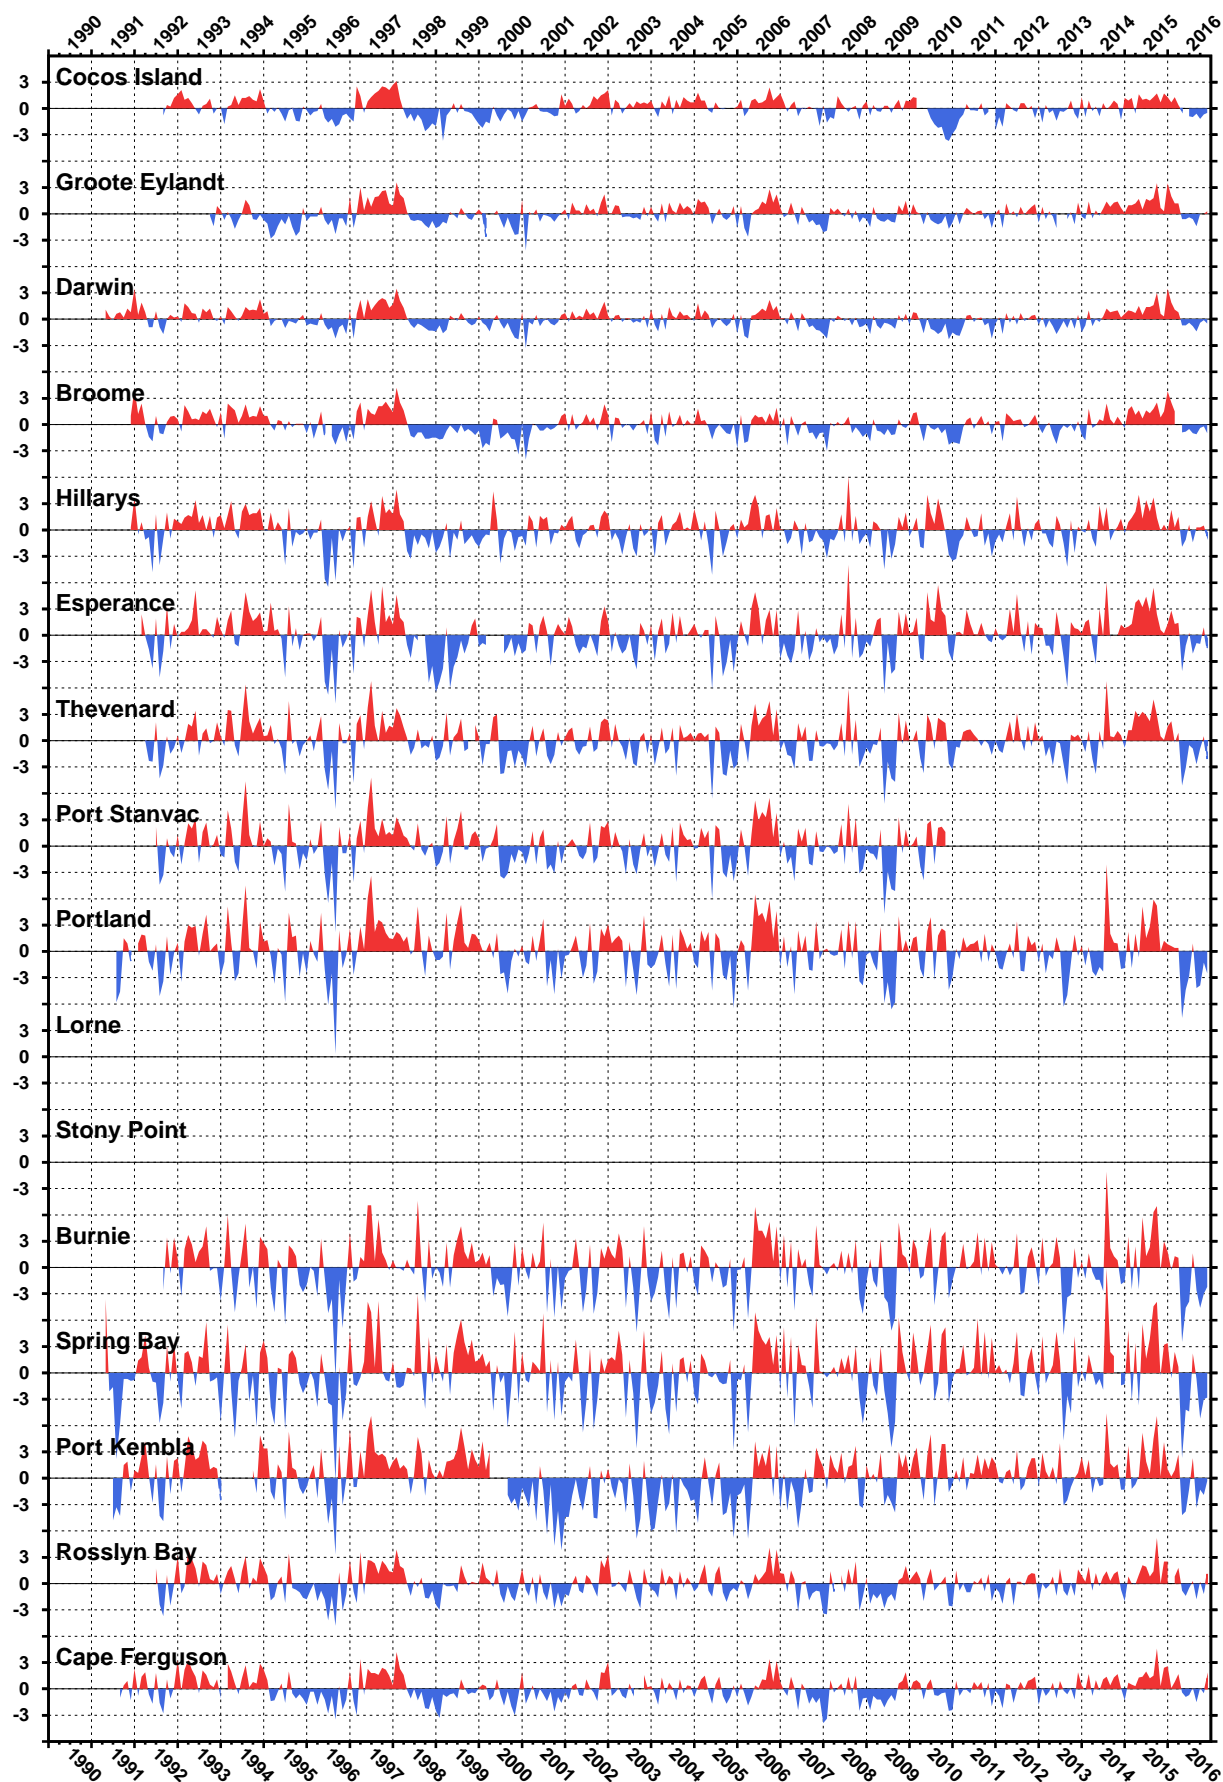 1990 1991 1992 1993 1994 1995 1996 1997 1998 1999 2000 2001 2002 2003 2004 2005 2006 2007 2008 2009 2010 2011 2012 2013 2014 2015 2016
Cocos Island
3
0
-3
Groote Eylandt
3
0
-3
Darwin
3
0
-3
Broome
3
0
-3
Hillarys
3
0
-3
Esperance
3
0
-3
Thevenard
3
0
-3
Port Stanvac
3
0
-3
Portland
3
0
-3
Lorne
3
0
-3
Stony Point
3
0
-3
Burnie
3
0
-3
Spring Bay
3
0
-3
Port Kembla
3
0
-3
Rosslyn Bay
3
0
-3
Cape Ferguson
3
0
-3
1990 1991 1992 1993 1994 1995 1996 1997 1998 1999 2000 2001 2002 2003 2004 2005 2006 2007 2008 2009 2010 2011 2012 2013 2014 2015 2016